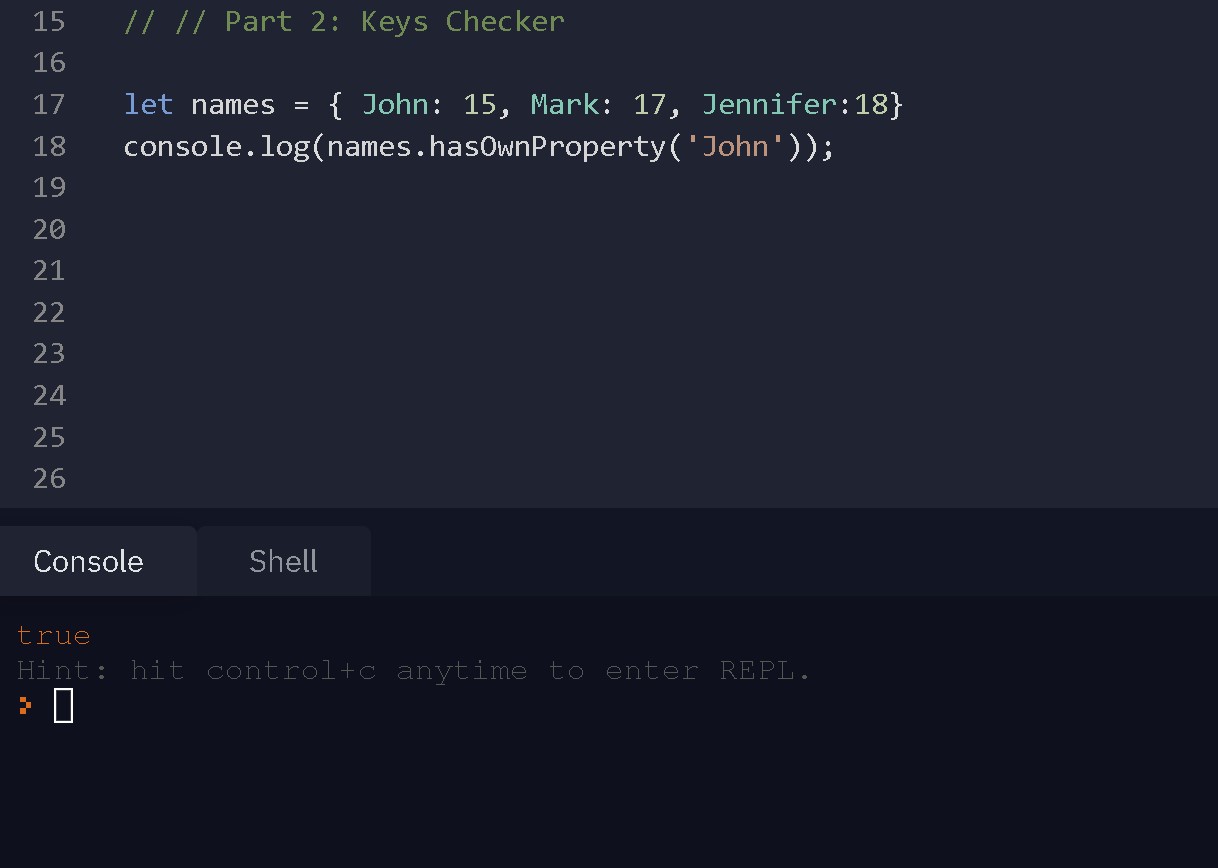 15 // // Part 2: Keys Checker
16
17 let names = { John: 15, Mark: 17, Jennifer:18}
18 console.log(names.hasOwnProperty('John'));
19
20
21
22
23
24
25
26
Console Shell
true
Hint: hit control+c anytime to enter REPL.